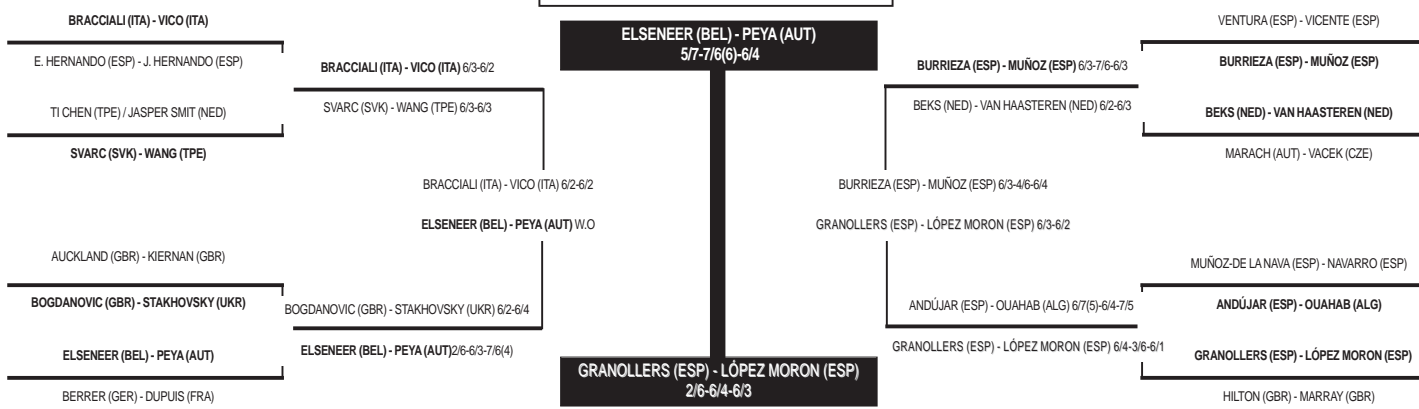 BRACCIALI (ITA) - VICO (ITA)
E. HERNANDO (ESP) - J. HERNANDO (ESP)
TI CHEN (TPE) / JASPER SMIT (NED)
SVARC (SVK) - WANG (TPE)
AUCKLAND (GBR) - KIERNAN (GBR)
BOGDANOVIC (GBR) - STAKHOVSKY (UKR)
ELSENEER (BEL) - PEYA (AUT)
BERRER (GER) - DUPUIS (FRA)
BRACCIALI (ITA) - VICO (ITA) 6/3-6/2
SVARC (SVK) - WANG (TPE) 6/3-6/3
BOGDANOVIC (GBR) - STAKHOVSKY (UKR) 6/2-6/4
ELSENEER (BEL) - PEYA (AUT)2/6-6/3-7/6(4)
BRACCIALI (ITA) - VICO (ITA) 6/2-6/2
ELSENEER (BEL) - PEYA (AUT) W.O
ELSENEER (BEL) - PEYA (AUT)
5/7-7/6(6)-6/4
GRANOLLERS (ESP) - LÓPEZ MORON (ESP)
2/6-6/4-6/3
BURRIEZA (ESP) - MUÑOZ (ESP) 6/3-4/6-6/4
GRANOLLERS (ESP) - LÓPEZ MORON (ESP) 6/3-6/2
BURRIEZA (ESP) - MUÑOZ (ESP) 6/3-7/6-6/3
BEKS (NED) - VAN HAASTEREN (NED) 6/2-6/3
ANDÚJAR (ESP) - OUAHAB (ALG) 6/7(5)-6/4-7/5
GRANOLLERS (ESP) - LÓPEZ MORON (ESP) 6/4-3/6-6/1
VENTURA (ESP) - VICENTE (ESP)
BURRIEZA (ESP) - MUÑOZ (ESP)
BEKS (NED) - VAN HAASTEREN (NED)
MARACH (AUT) - VACEK (CZE)
MUÑOZ-DE LA NAVA (ESP) - NAVARRO (ESP)
ANDÚJAR (ESP) - OUAHAB (ALG)
GRANOLLERS (ESP) - LÓPEZ MORON (ESP)
HILTON (GBR) - MARRAY (GBR)